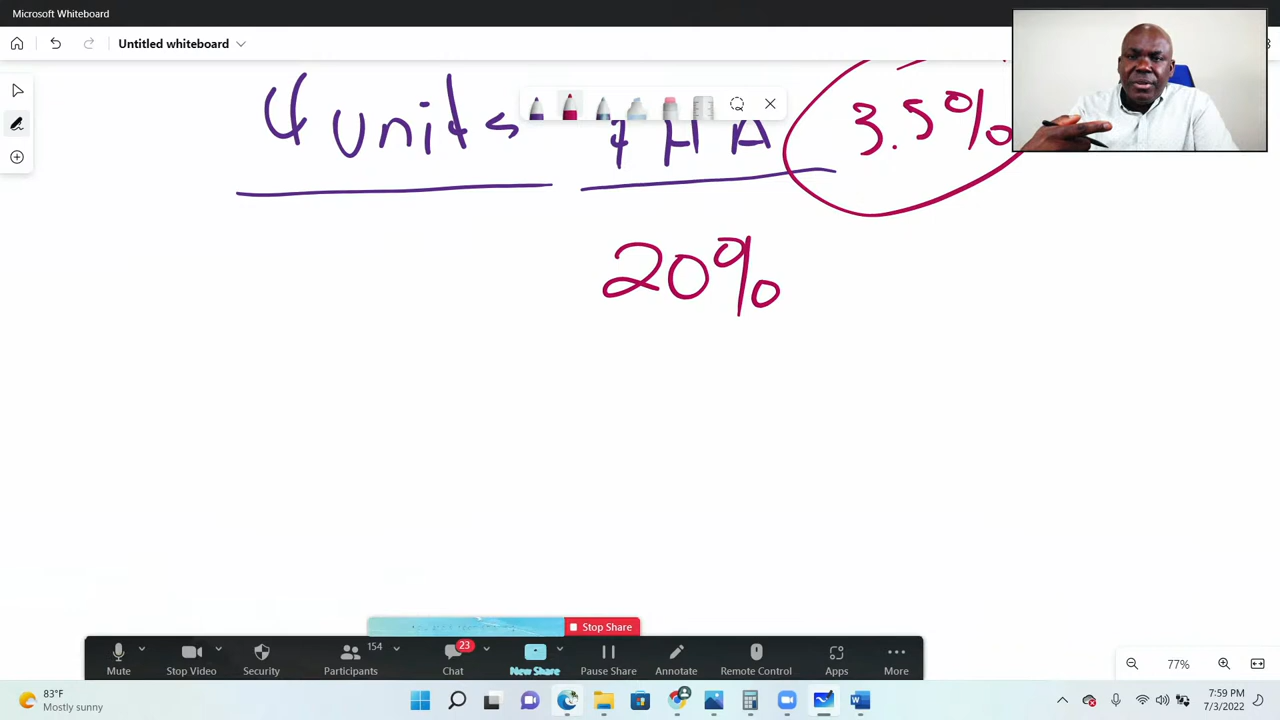 Microsoft Whiteboard
Untitled whiteboard
4 units FHA 3.5%
20%
Stop Share
154
23
Mute Stop Video Security Participants Chat New Share Pause Share Annotate Remote Control Apps More
77%
83°F
Mostly sunny
7:59 PM
7/3/2022